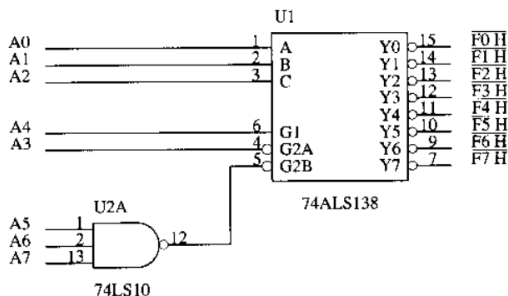 U1
A0 1 A Y0 15 F0 H
A1 2 B Y1 14 F1 H
A2 3 C Y2 13 F2 H
Y3 12 F3 H
Y4 11 F4 H
A4 6 G1 Y5 10 F5 H
A3 4 G2A Y6 9 F6 H
5 G2B Y7 7 F7 H
74ALS138
U2A
A5 1
A6 2 12
A7 13
74LS10